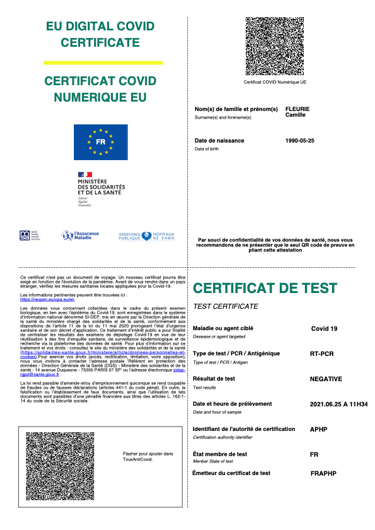 EU DIGITAL COVID
CERTIFICATE
CERTIFICAT COVID
NUMERIQUE EU
FR
MINISTÈRE
DES SOLIDARITÉS
ET DE LA SANTÉ
Liberté
Égalité
Fraternité
l'Assurance
Maladie
ASSISTANCE
PUBLIQUE
HÔPITAUX
DE PARIS
Certificat COVID Numérique UE
Nom(s) de famille et prénom(s) FLEURIE
Surname(s) and forename(s) Camille
Date de naissance 1990-05-25
Date of birth
Par souci de confidentialité de vos données de santé, nous vous
recommandons de ne présenter que le seul QR code de preuve en
pliant cette attestation
Ce certificat n'est pas un document de voyage. Un nouveau certificat pourra être
exigé en fonction de l'évolution de la pandémie. Avant de vous rendre dans un pays
étranger, vérifiez les mesures sanitaires locales appliquées pour la Covid-19.
Les informations pertinentes peuvent être trouvées ici :
https://reopen.europa.eu/en
Les données vous concernant collectées dans le cadre du présent examen
biologique, en lien avec l'épidémie du Covid-19, sont enregistrées dans le système
d'information national dénommé SI-DEP, mis en œuvre par la Direction générale de
la santé du ministère chargé des solidarités et de la santé, conformément aux
dispositions de l'article 11 de la loi du 11 mai 2020 prorogeant l'état d'urgence
sanitaire et de son décret d'application. Ce traitement d'intérêt public a pour finalité
de centraliser les résultats des examens de dépistage Covid-19 en vue de leur
réutilisation à des fins d'enquête sanitaire, de surveillance épidémiologique et de
recherche via la plateforme des données de santé. Pour plus d'information sur ce
traitement et vos droits : consultez le site du ministère des solidarités et de la santé
(https://solidarites-sante.gouv.fr/ministere/article/donnees-personnelles-et-
cookies) Pour exercer vos droits (accès, rectification, limitation, voire opposition),
nous vous invitons à contacter l'adresse postale "Référent en protection des
données - Direction Générale de la Santé (DGS) - Ministère des solidarités et de la
santé - 14 avenue Duquesne - 75350 PARIS 07 SP" ou l'adresse électronique sidep-
rgpd@sante.gouv.fr
La loi rend passible d'amende et/ou d'emprisonnement quiconque se rend coupable
de fraudes ou de fausses déclarations (articles 441-1 du code pénal). En outre, la
falsification ou l'établissement de faux documents, ainsi que l'utilisation de tels
documents sont passibles d'une pénalité financière aux titres des articles L. 162-1-
14 du code de la Sécurité sociale.
Flasher pour ajouter dans
TousAntiCovid.
CERTIFICAT DE TEST
TEST CERTIFICATE
Maladie ou agent ciblé Covid 19
Deseese or agent targeted
Type de test / PCR / Antigénique RT-PCR
Type of test / PCR / Antigen
Résultat de test NEGATIVE
Test results
Date et heure de prélèvement 2021.06.25 A 11H34
Date and hour of sample
Identifiant de l'autorité de certification APHP
Certification authority identifier
État membre de test FR
Member State of test
Émetteur du certificat de test FRAPHP